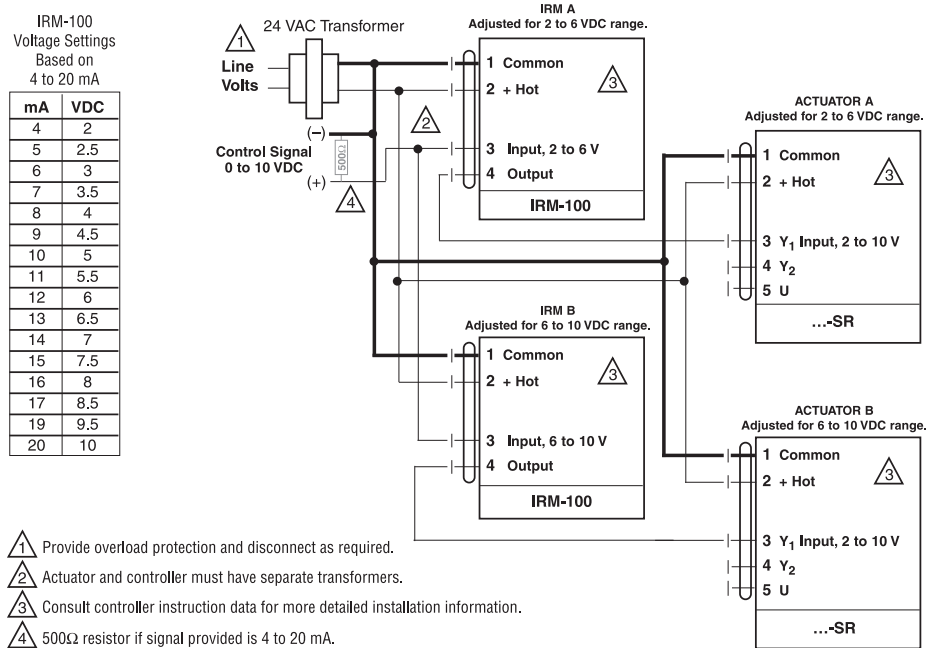 IRM-100
Voltage Settings
Based on
4 to 20 mA
mA VDC
4 2
5 2.5
6 3
7 3.5
8 4
9 4.5
10 5
11 5.5
12 6
13 6.5
14 7
15 7.5
16 8
17 8.5
19 9.5
20 10
1
24 VAC Transformer
Line
Volts
(–)
500Ω
Control Signal
0 to 10 VDC
(+)
4
2
IRM A
Adjusted for 2 to 6 VDC range.
1 Common
2 + Hot
3
3 Input, 2 to 6 V
4 Output
IRM-100
ACTUATOR A
Adjusted for 2 to 6 VDC range.
1 Common
2 + Hot
3
3 Y1 Input, 2 to 10 V
4 Y2
5 U
...-SR
IRM B
Adjusted for 6 to 10 VDC range.
1 Common
2 + Hot
3
3 Input, 6 to 10 V
4 Output
IRM-100
ACTUATOR B
Adjusted for 6 to 10 VDC range.
1 Common
2 + Hot
3
3 Y1 Input, 2 to 10 V
4 Y2
5 U
...-SR
1 Provide overload protection and disconnect as required.
2 Actuator and controller must have separate transformers.
3 Consult controller instruction data for more detailed installation information.
4 500Ω resistor if signal provided is 4 to 20 mA.